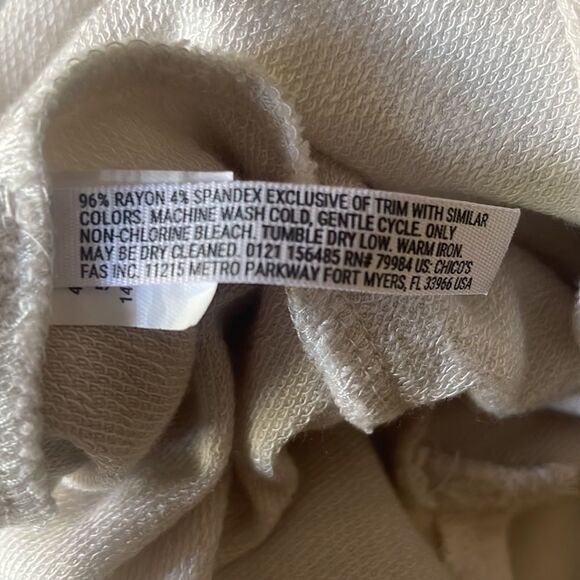 96% RAYON 4% SPANDEX EXCLUSIVE OF TRIM WITH SIMILAR
COLORS. MACHINE WASH COLD, GENTLE CYCLE. ONLY
NON-CHLORINE BLEACH. TUMBLE DRY LOW. WARM IRON.
MAY BE DRY CLEANED. 0121 156485 RN# 79984 US: CHICO'S
FAS INC. 11215 METRO PARKWAY FORT MYERS, FL 33966 USA